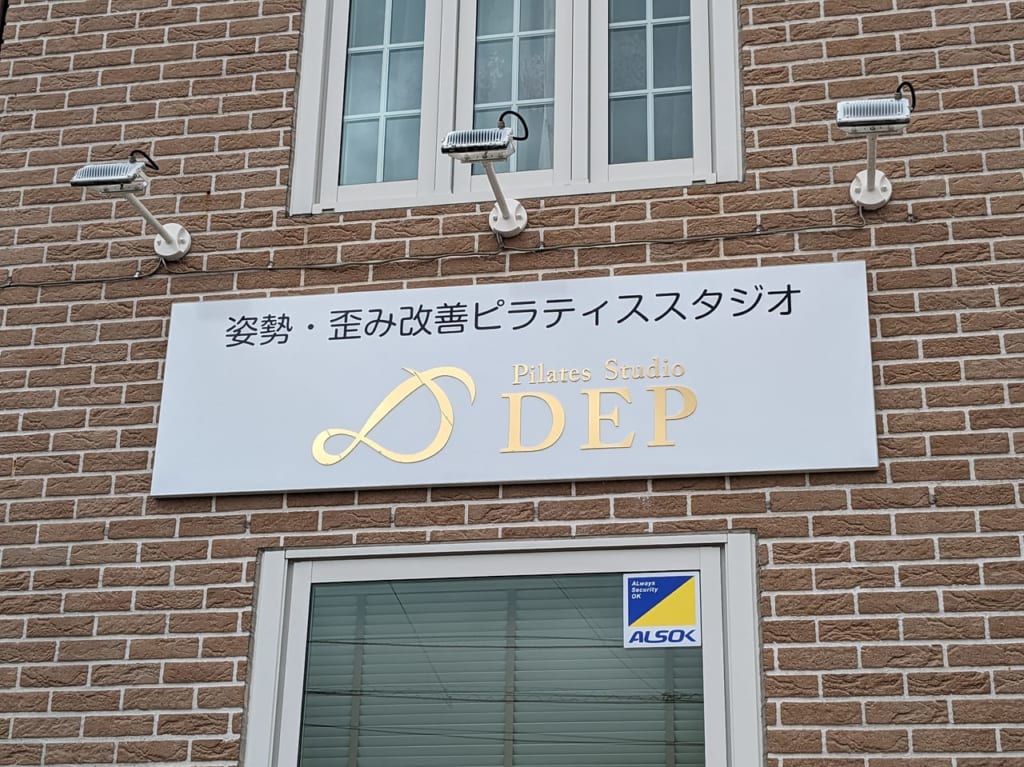 姿勢・歪み改善ピラティススタジオ
Pilates Studio
DEP
ALways
Security
OK
ALSOK